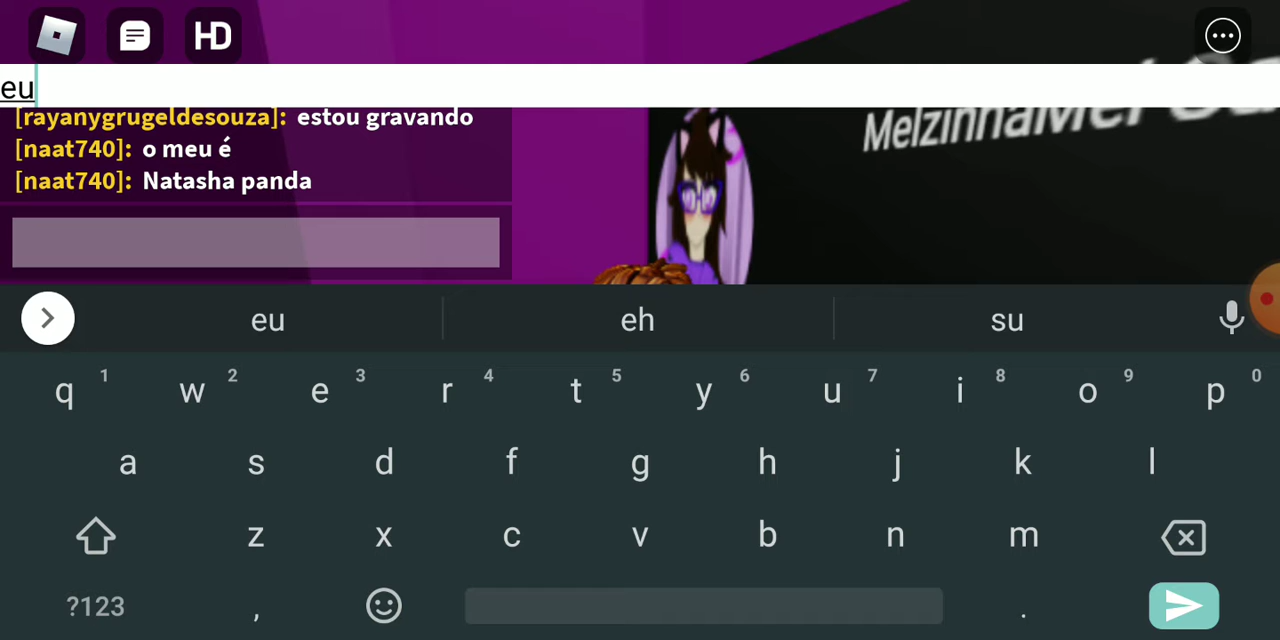 HD
eu
[rayanygrugeldesouza]: estou gravando
[naat740]: o meu é
[naat740]: Natasha panda
eu eh su
q 1 w 2 e 3 r 4 t 5 y 6 u 7 i 8 o 9 p 0
a s d f g h j k l
z x c v b n m
?123 , .